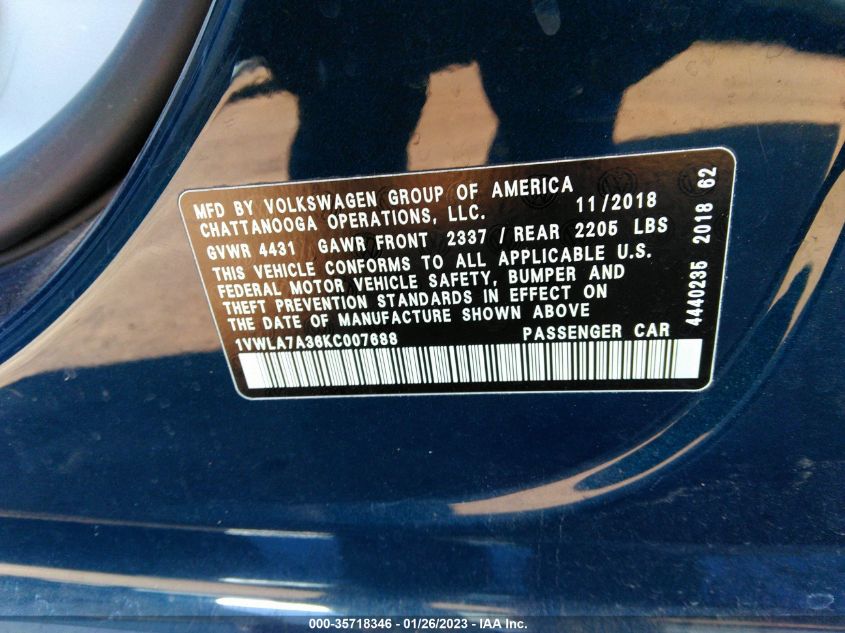 MFD BY VOLKSWAGEN GROUP OF AMERICA
CHATTANOOGA OPERATIONS, LLC. 11/2018
GVWR 4431 GAWR FRONT 2337 / REAR 2205 LBS
THIS VEHICLE CONFORMS TO ALL APPLICABLE U.S.
FEDERAL MOTOR VEHICLE SAFETY, BUMPER AND
THEFT PREVENTION STANDARDS IN EFFECT ON
THE DATE OF MANUFACTURE SHOWN ABOVE
1VWLA7A36KC007688 PASSENGER CAR
4440235 2018 62
000-35718346 - 01/26/2023 - IAA Inc.